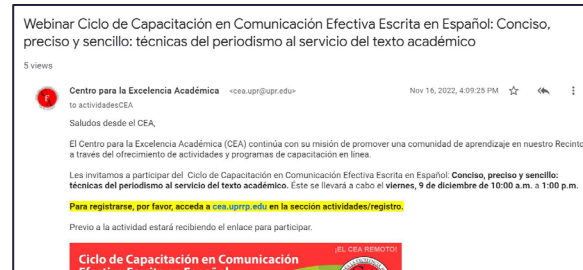 Webinar Ciclo de Capacitación en Comunicación Efectiva Escrita en Español: Conciso,
preciso y sencillo: técnicas del periodismo al servicio del texto académico
5 views
Centro para la Excelencia Académica <cea.upr@upr.edu> Nov 16, 2022, 4:09:25 PM
to actividadesCEA
Saludos desde el CEA,
El Centro para la Excelencia Académica (CEA) continúa con su misión de promover una comunidad de aprendizaje en nuestro Recinto
a través del ofrecimiento de actividades y programas de capacitación en línea.
Les invitamos a participar del Ciclo de Capacitación en Comunicación Efectiva Escrita en Español: Conciso, preciso y sencillo:
técnicas del periodismo al servicio del texto académico. Éste se llevará a cabo el viernes, 9 de diciembre de 10:00 a.m. a 1:00 p.m.
Para registrarse, por favor, acceda a cea.uprrp.edu en la sección actividades/registro.
Previo a la actividad estará recibiendo el enlace para participar.
¡EL CEA REMOTO!
Ciclo de Capacitación en Comunicación